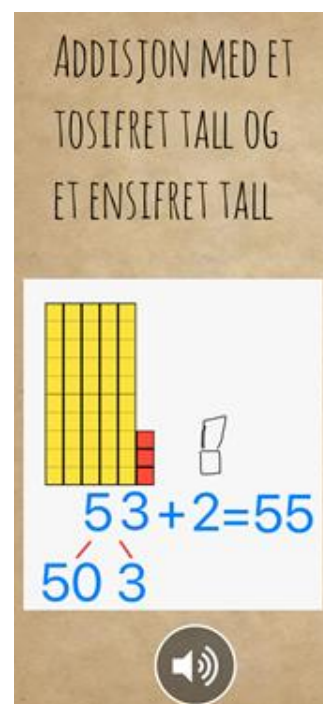 ADDISJON MED ET
TOSIFRET TALL OG
ET ENSIFRET TALL
53+2=55
50 3